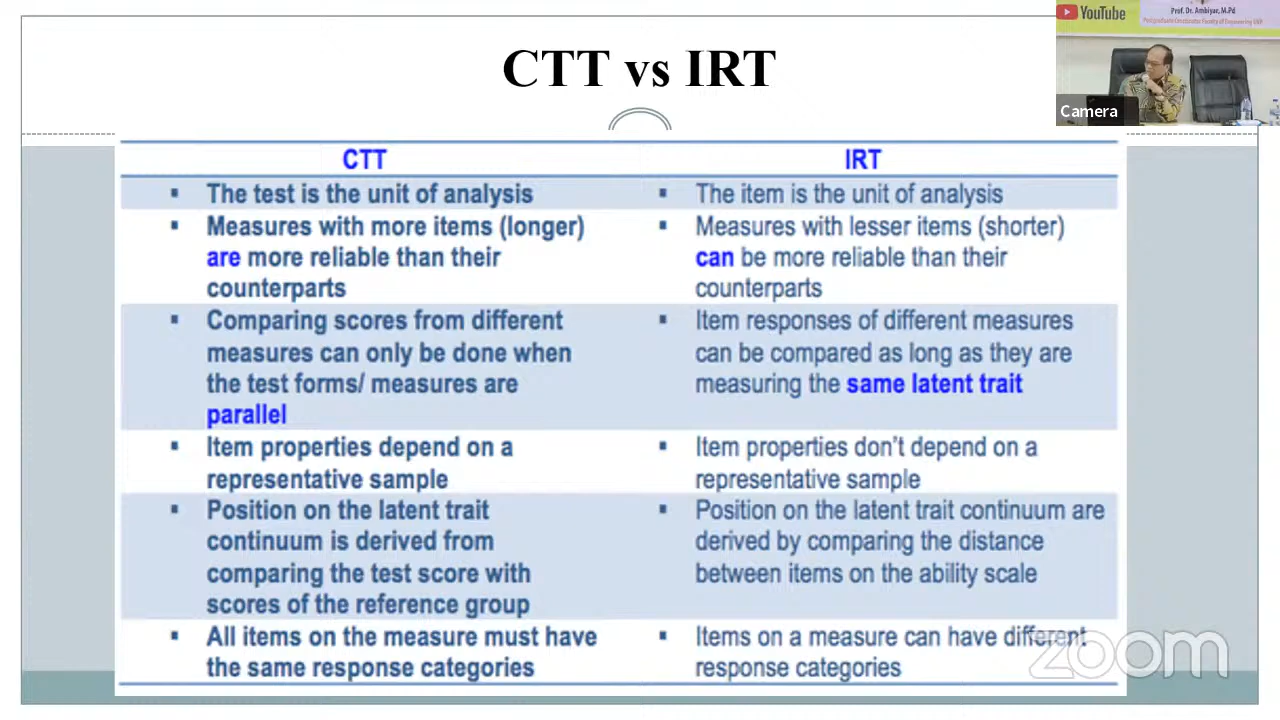 YouTube
Prof. Dr. Ambiyar, M.Pd
CTT vs IRT
Camera
CTT
IRT
▪ The test is the unit of analysis
▪ The item is the unit of analysis
▪ Measures with more items (longer)
are more reliable than their
counterparts
▪ Measures with lesser items (shorter)
can be more reliable than their
counterparts
▪ Comparing scores from different
measures can only be done when
the test forms/ measures are
parallel
▪ Item responses of different measures
can be compared as long as they are
measuring the same latent trait
▪ Item properties depend on a
representative sample
▪ Item properties don't depend on a
representative sample
▪ Position on the latent trait
continuum is derived from
comparing the test score with
scores of the reference group
▪ Position on the latent trait continuum are
derived by comparing the distance
between items on the ability scale
▪ All items on the measure must have
the same response categories
▪ Items on a measure can have different
response categories
zoom